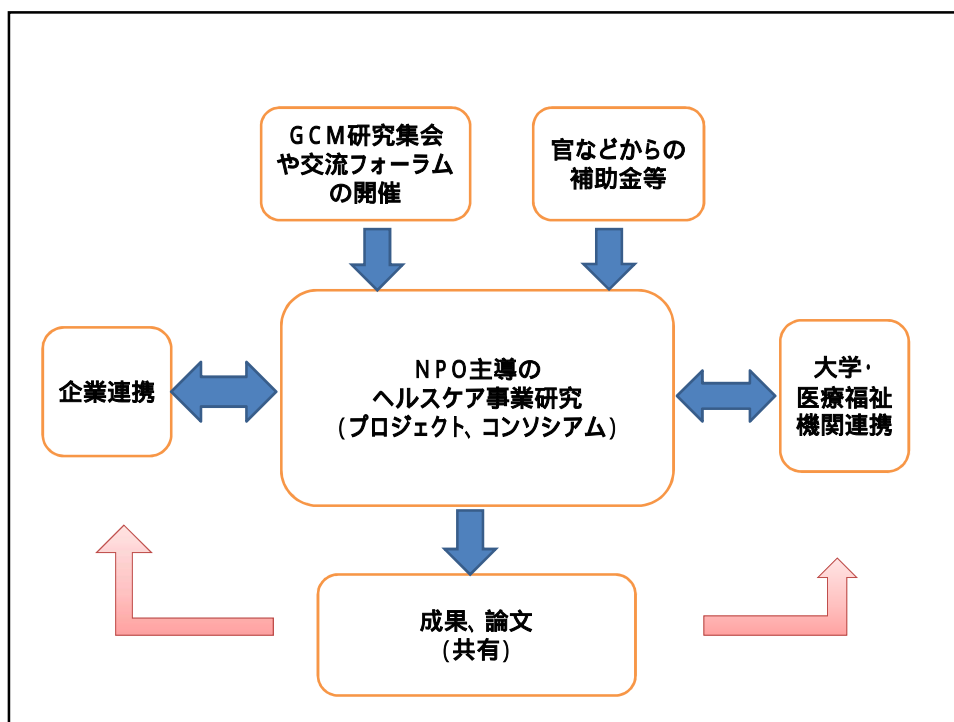 GCM研究集会
や交流フォーラム
の開催
官などからの
補助金等
企業連携
NPO主導の
ヘルスケア事業研究
(プロジェクト、コンソシアム)
大学・
医療福祉
機関連携
成果、論文
(共有)